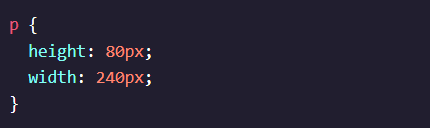 p {
  height: 80px;
  width: 240px;
}